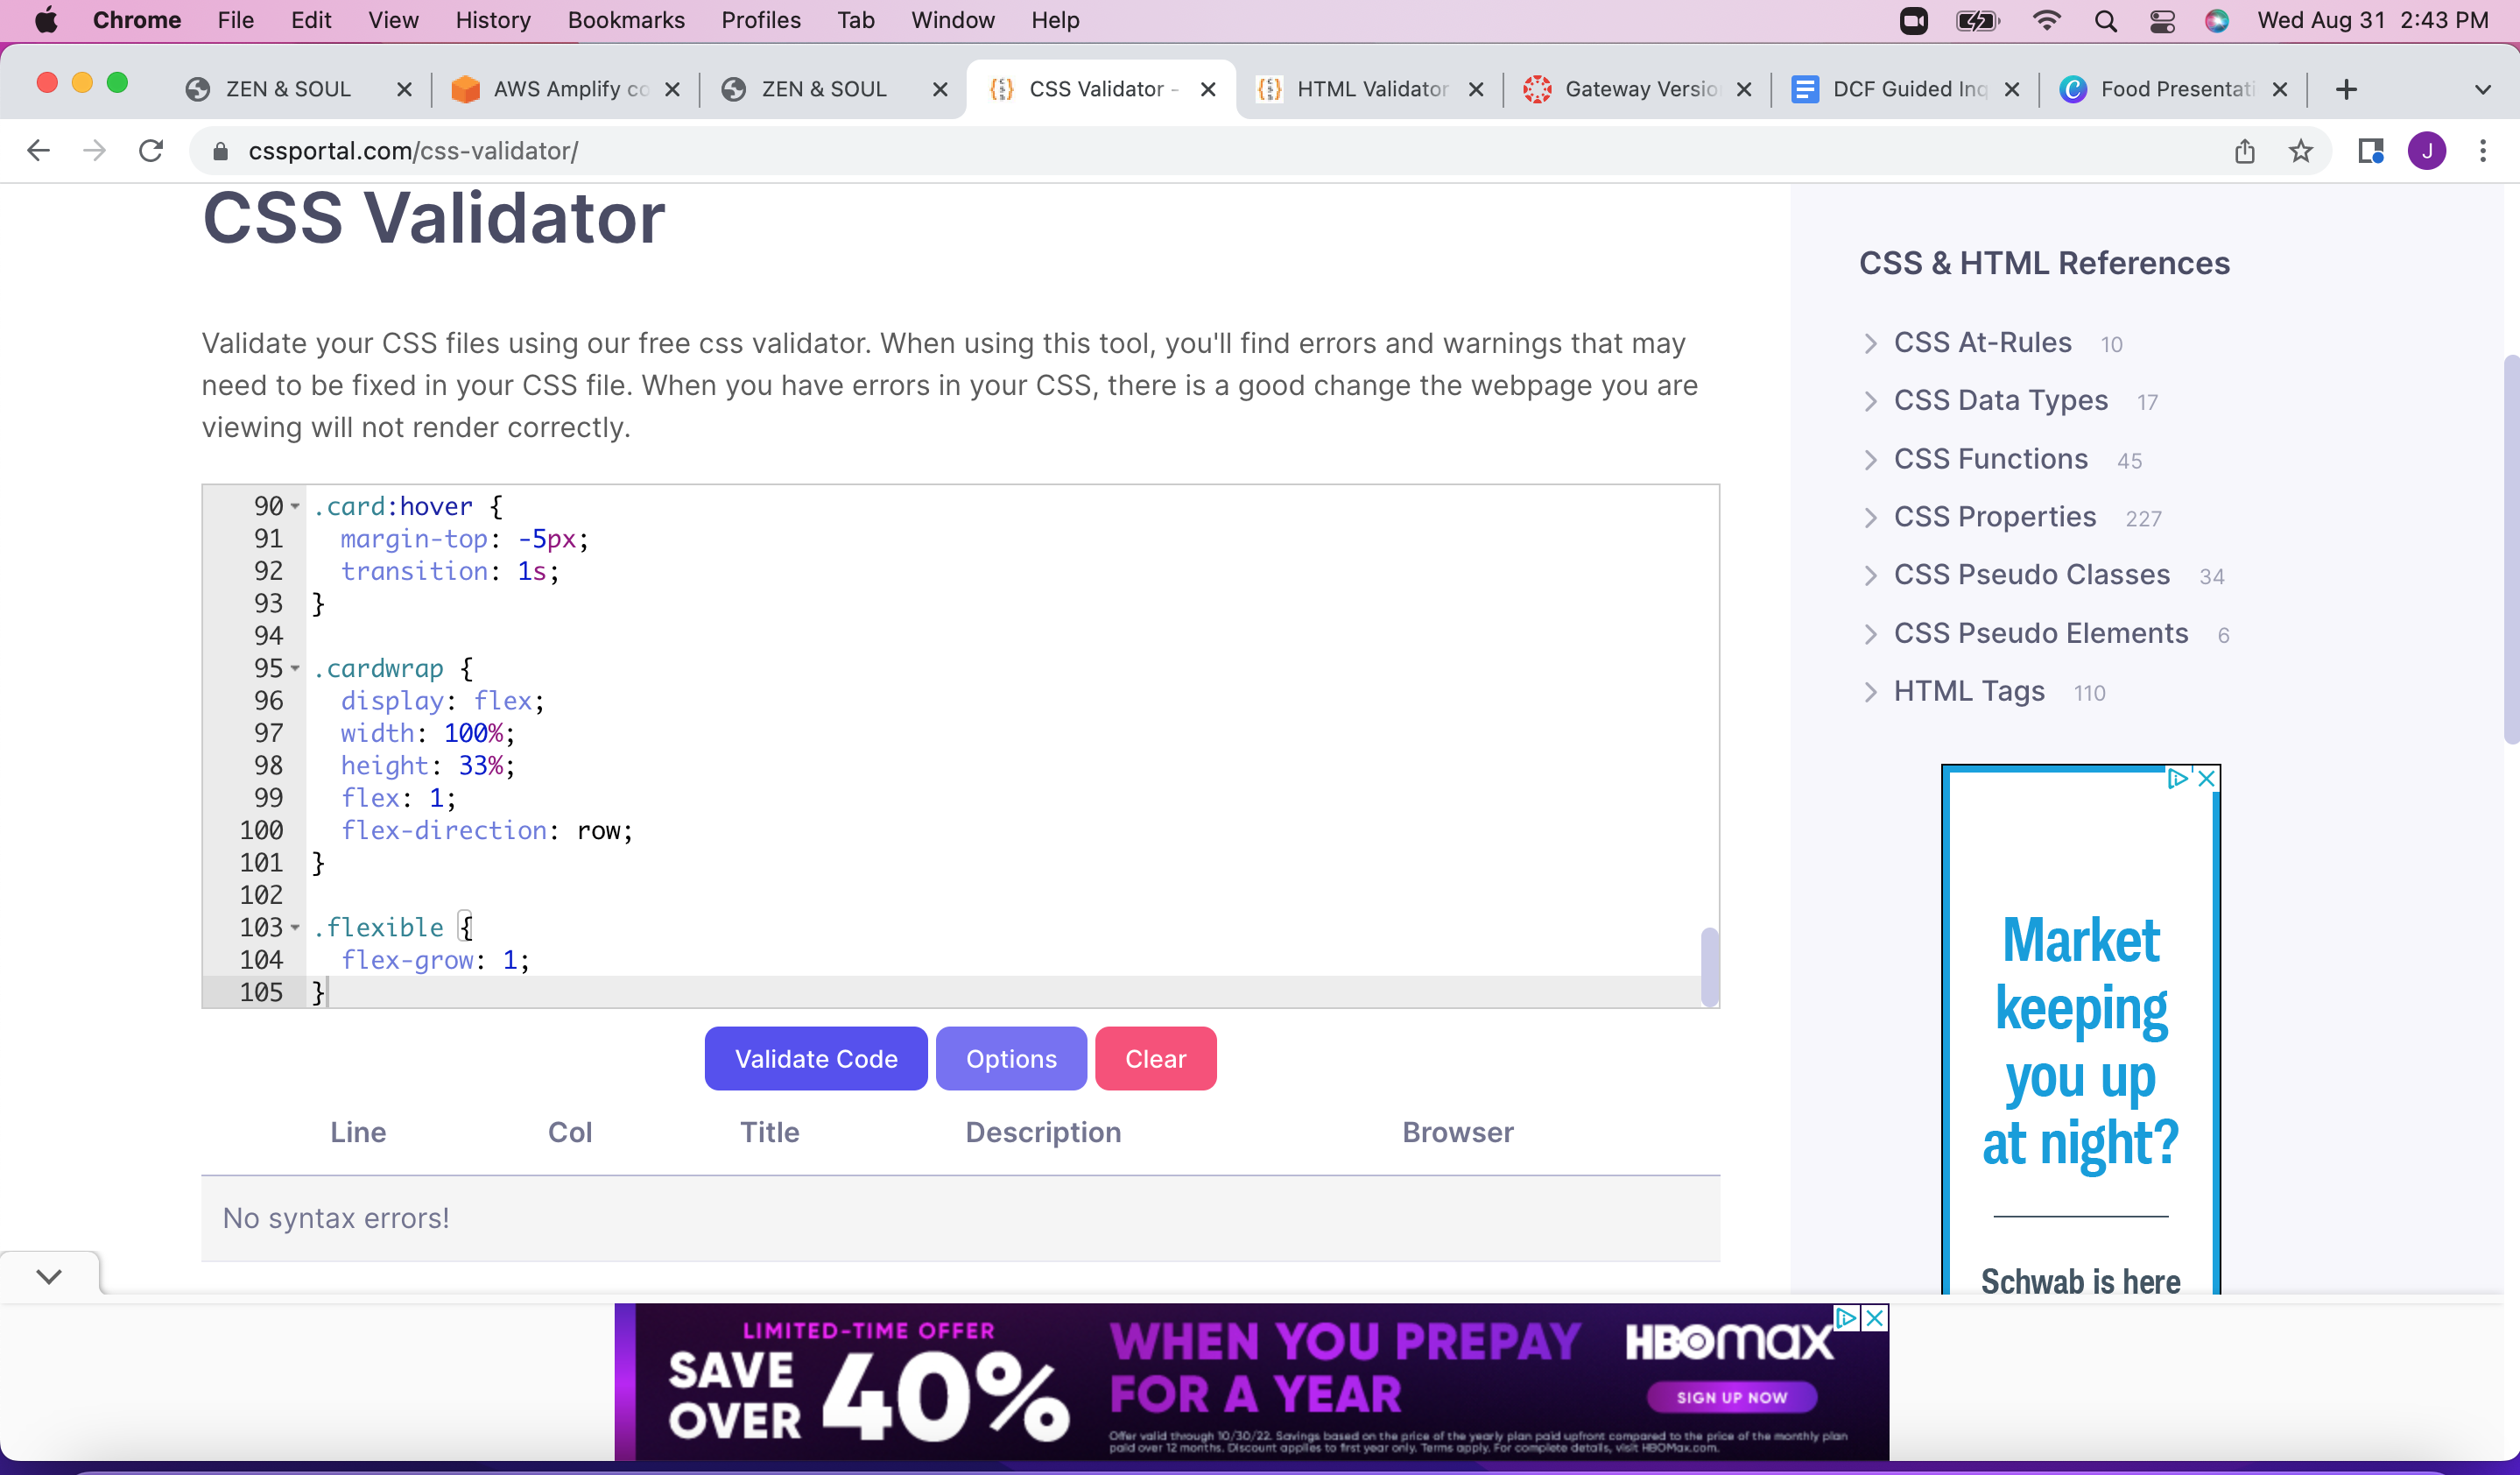 Chrome File Edit View History Bookmarks Profiles Tab Window Help Wed Aug 31 2:43 PM
ZEN & SOUL AWS Amplify co ZEN & SOUL CSS Validator - HTML Validator Gateway Versio DCF Guided Inq Food Presentati
cssportal.com/css-validator/ J
CSS Validator
Validate your CSS files using our free css validator. When using this tool, you'll find errors and warnings that may
need to be fixed in your CSS file. When you have errors in your CSS, there is a good change the webpage you are
viewing will not render correctly.
90 .card:hover {
91 margin-top: -5px;
92 transition: 1s;
93 }
94
95 .cardwrap {
96 display: flex;
97 width: 100%;
98 height: 33%;
99 flex: 1;
100 flex-direction: row;
101 }
102
103 .flexible {
104 flex-grow: 1;
105 }
Validate Code Options Clear
Line Col Title Description Browser
No syntax errors!
CSS & HTML References
CSS At-Rules 10
CSS Data Types 17
CSS Functions 45
CSS Properties 227
CSS Pseudo Classes 34
CSS Pseudo Elements 6
HTML Tags 110
Market
keeping
you up
at night?
Schwab is here
LIMITED-TIME OFFER
SAVE
OVER
40%
WHEN YOU PREPAY
FOR A YEAR
HBOmax
SIGN UP NOW
Offer valid through 10/30/22. Savings based on the price of the yearly plan paid upfront compared to the price of the monthly plan
paid over 12 months. Discount applies to first year only. Terms apply. For complete details, visit HBOMax.com.